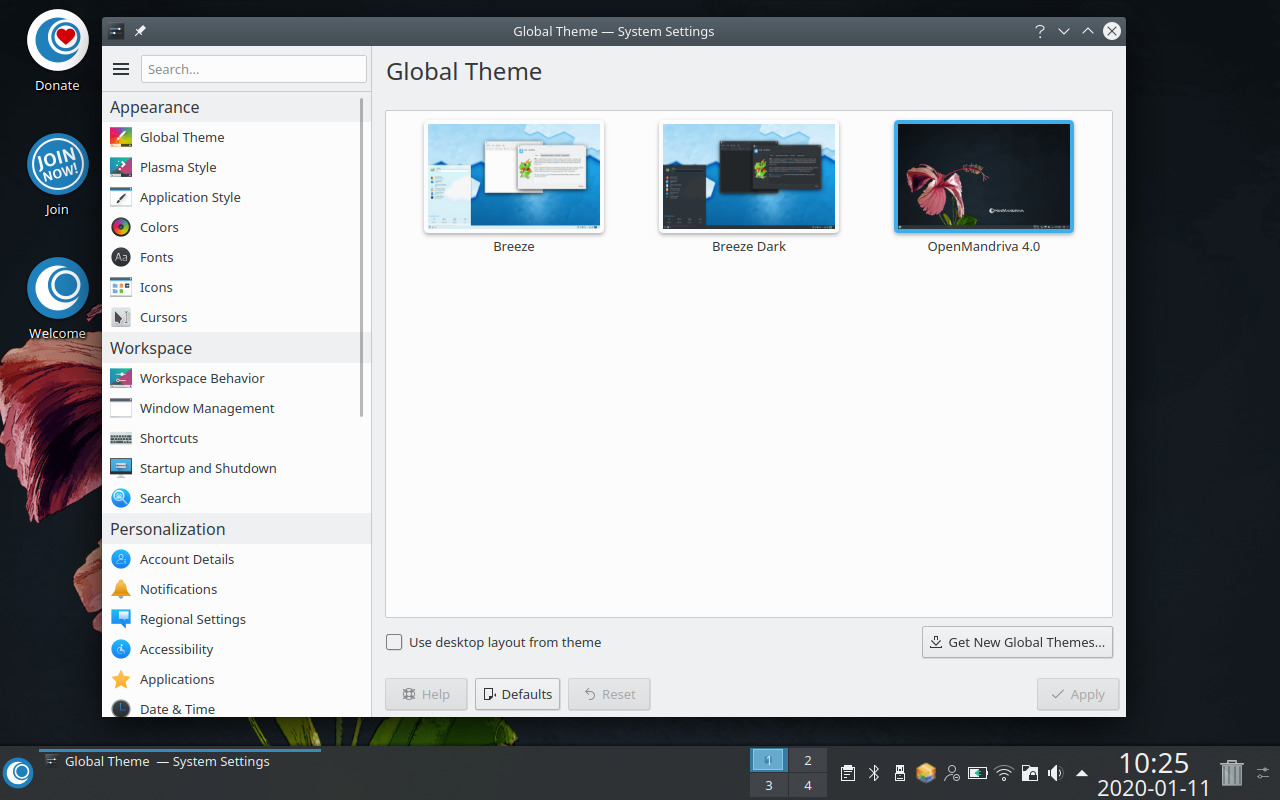 Global Theme — System Settings
Donate
JOIN NOW!
Join
Welcome
Search...
Appearance
Global Theme
Plasma Style
Application Style
Colors
Aa
Fonts
Icons
Cursors
Workspace
Workspace Behavior
Window Management
Shortcuts
Startup and Shutdown
Search
Personalization
Account Details
Notifications
Regional Settings
Accessibility
Applications
Date & Time
Global Theme
Breeze
Breeze Dark
OpenMandriva
OpenMandriva 4.0
Use desktop layout from theme
Get New Global Themes...
Help
Defaults
Reset
Apply
Global Theme — System Settings
1
2
3
4
10:25
2020-01-11